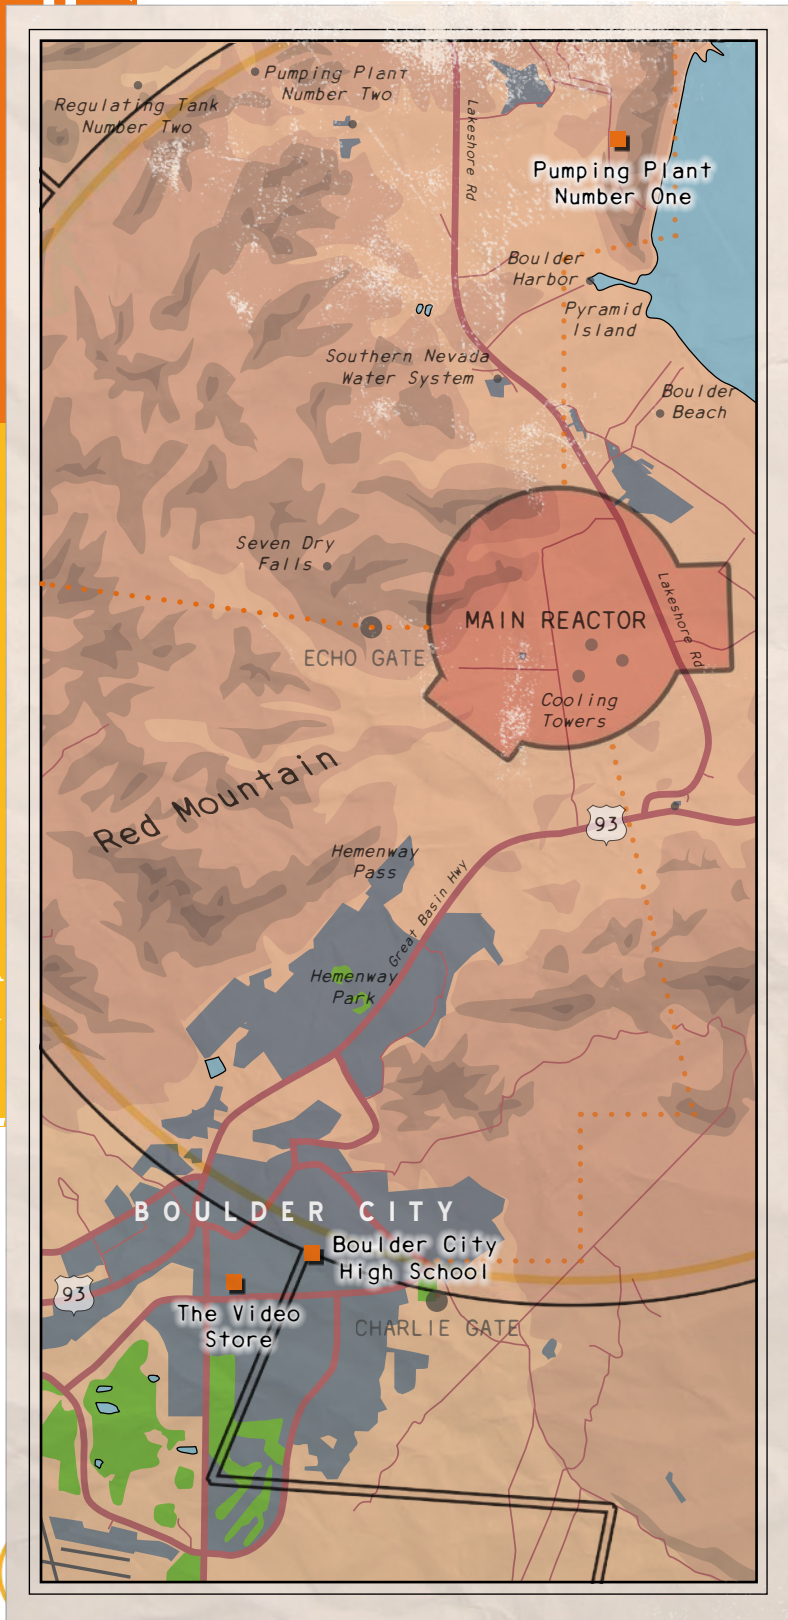 Pumping Plant
Number Two
Regulating Tank
Number Two
Lakeshore Rd
Pumping Plant
Number One
Boulder
Harbor
Pyramid
Island
Southern Nevada
Water System
Boulder
Beach
Seven Dry
Falls
MAIN REACTOR
Lakeshore Rd
ECHO GATE
Cooling
Towers
Red Mountain
93
Hemenway
Pass
Great Basin Hwy
Hemenway
Park
BOULDER CITY
Boulder City
High School
93
The Video
Store
CHARLIE GATE